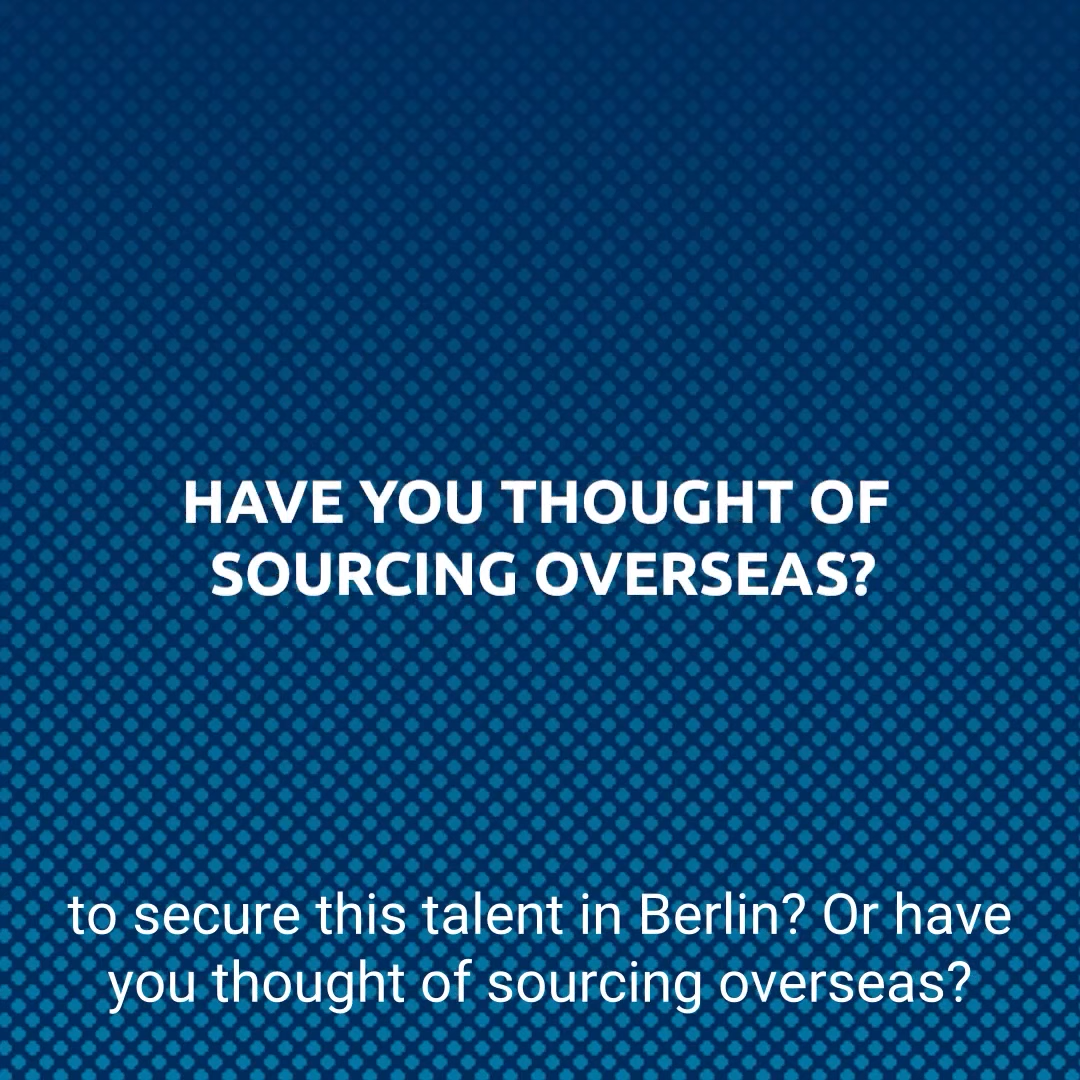 HAVE YOU THOUGHT OF
SOURCING OVERSEAS?
to secure this talent in Berlin? Or have
you thought of sourcing overseas?